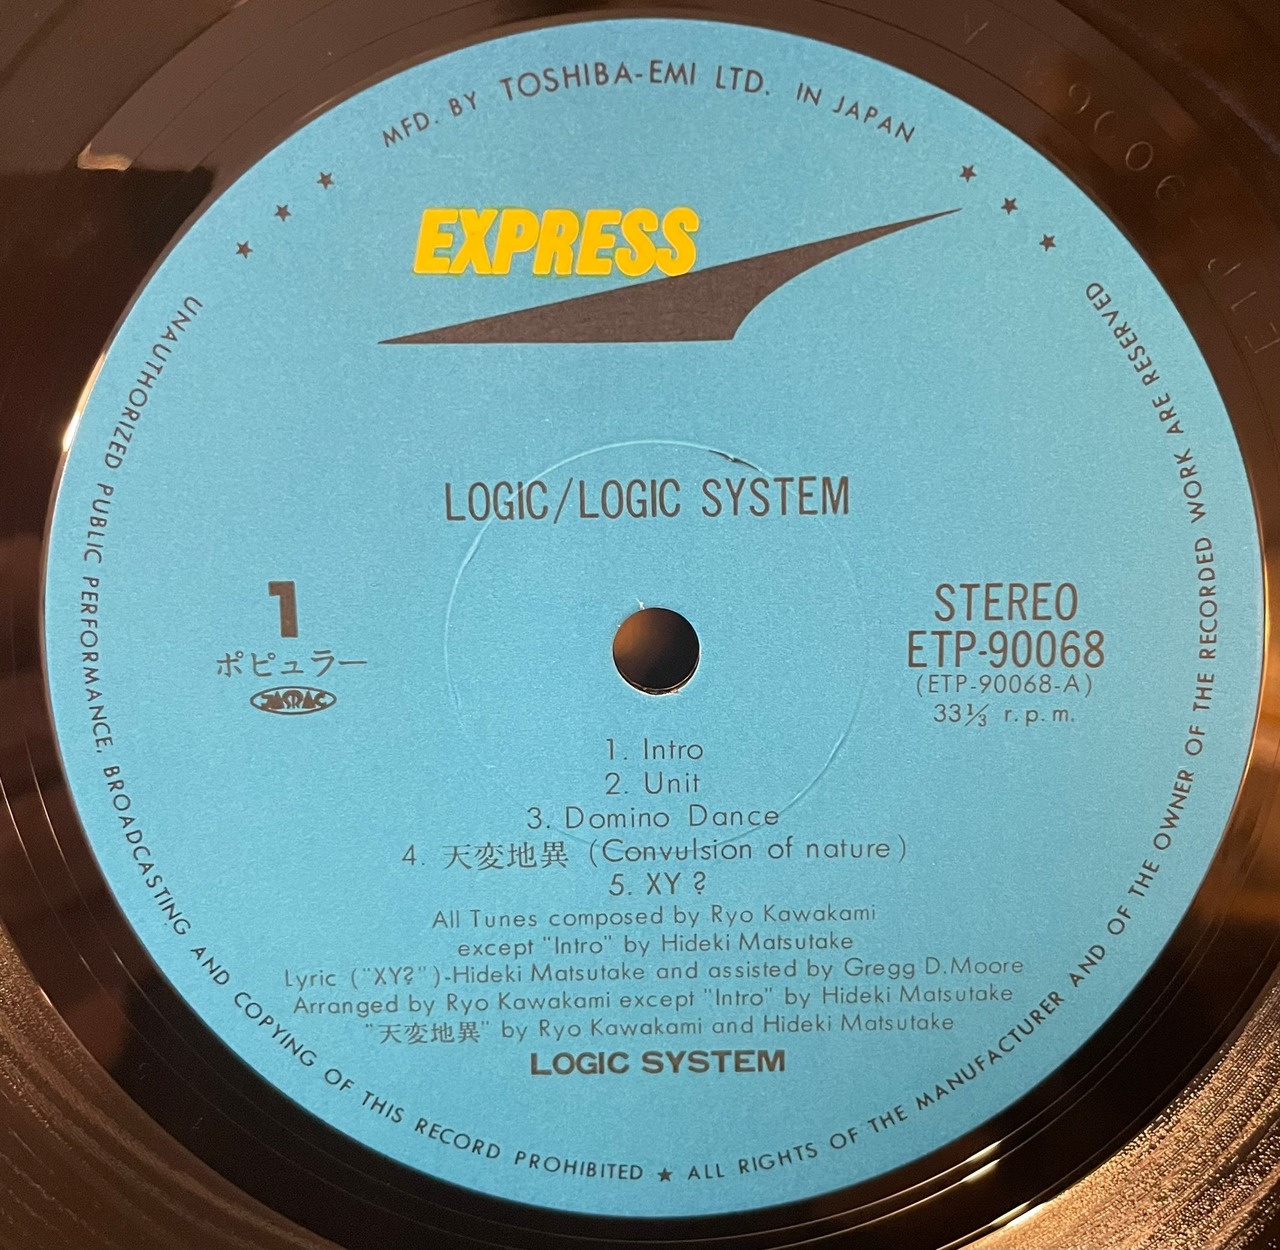 MFD. BY TOSHIBA-EMI LTD. IN JAPAN
EXPRESS
LOGIC/LOGIC SYSTEM
1
ポピュラー
JASRAC
STEREO
ETP-90068
(ETP-90068-A)
33⅓ r.p.m.
1. Intro
2. Unit
3. Domino Dance
4. 天変地異 (Convulsion of nature)
5. XY?
All Tunes composed by Ryo Kawakami
except "Intro" by Hideki Matsutake
Lyric ("XY?")-Hideki Matsutake and assisted by Gregg D.Moore
Arranged by Ryo Kawakami except "Intro" by Hideki Matsutake
"天変地異" by Ryo Kawakami and Hideki Matsutake
LOGIC SYSTEM
UNAUTHORIZED PUBLIC PERFORMANCE, BROADCASTING AND COPYING OF THIS RECORD PROHIBITED ★ ALL RIGHTS OF THE MANUFACTURER AND OF THE OWNER OF THE RECORDED WORK ARE RESERVED